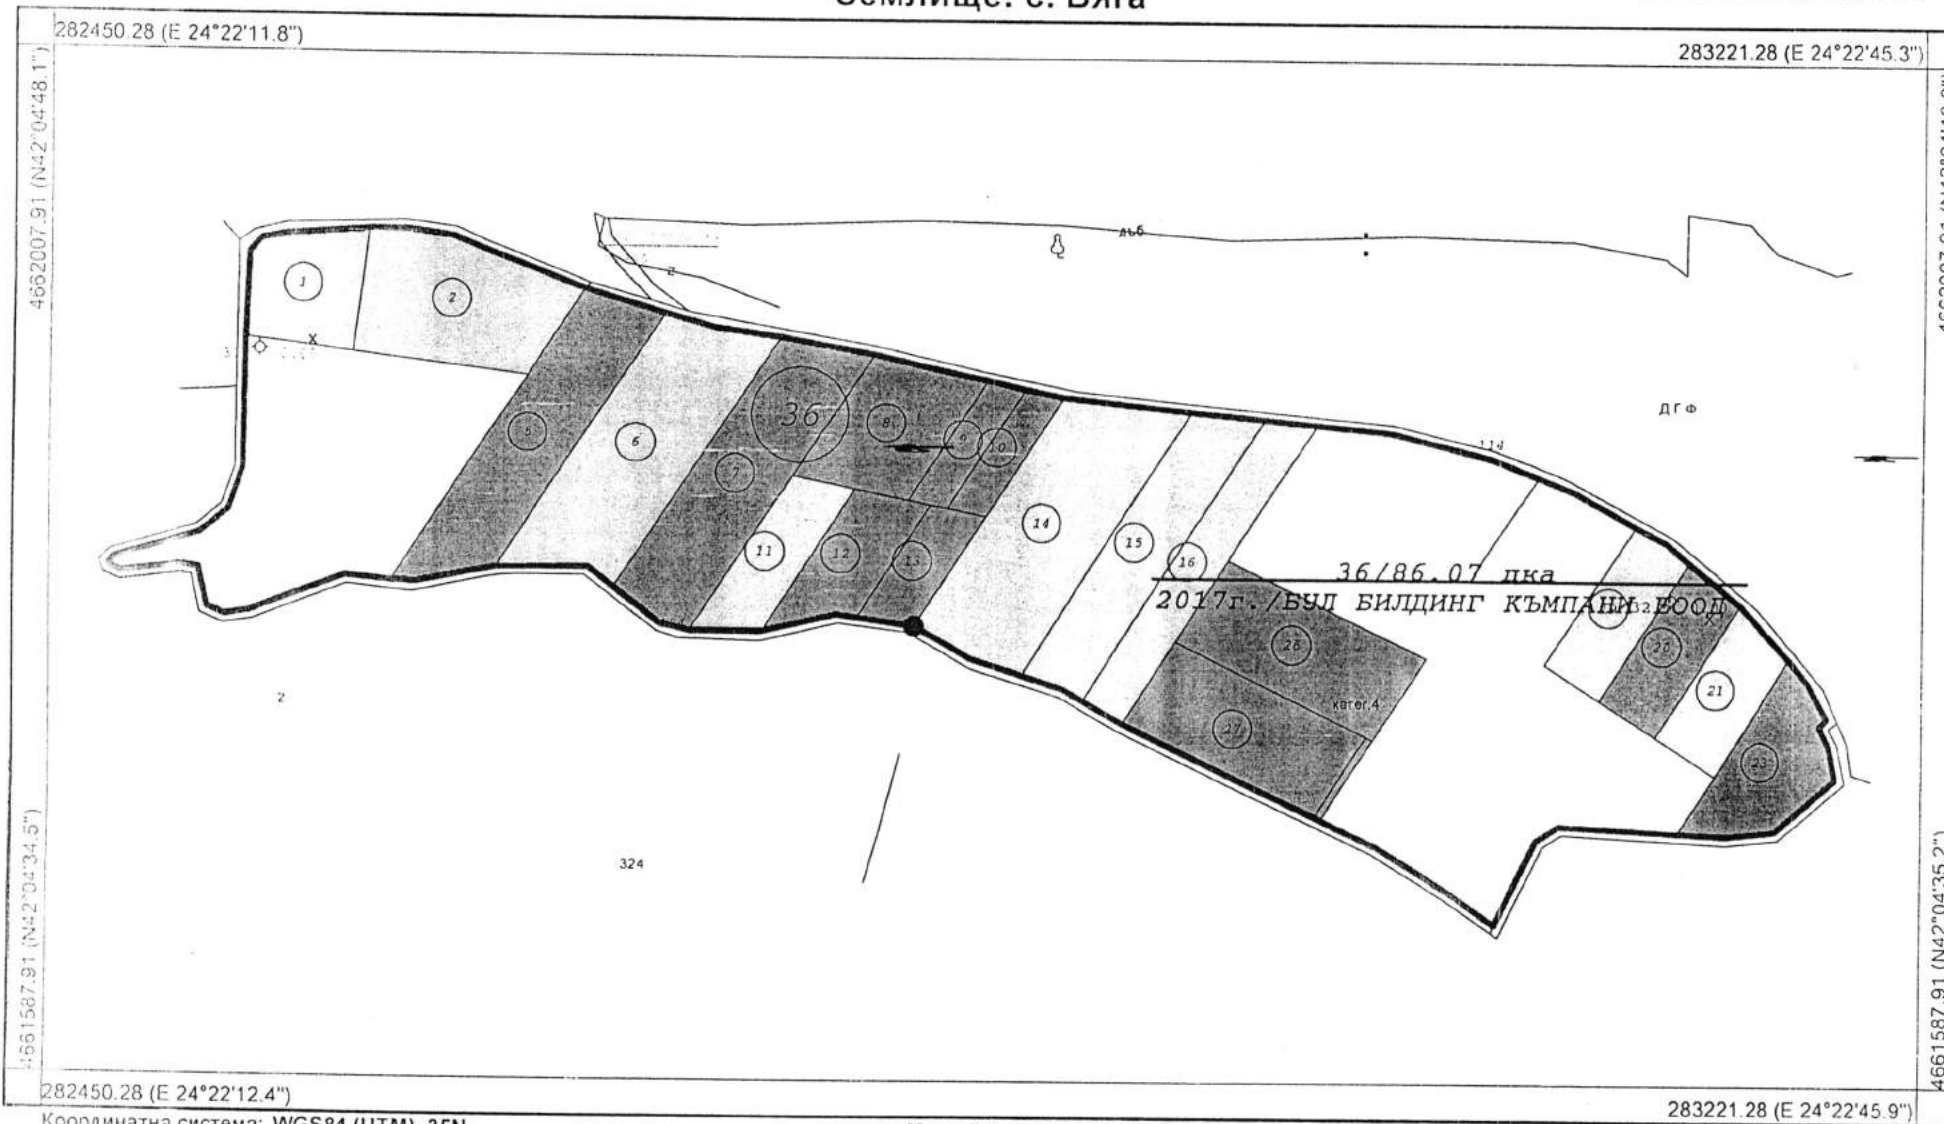 Землище: с. Бяга
282450.28 (E 24°22'11.8")
283221.28 (E 24°22'45.3")
4662007.91 (N42°04'48.1")
дъб
1
2
2
X
36
5
6
7
8
9
10
11
12
13
14
15
16
114
ДГФ
36/86.07 дка
2017г./БУЛ БИЛДИНГ КЪМПАНИ ЕООД
20
21
23
26
27
катег.4
2
324
4661587.91 (N42°04'34.5")
4661587.91 (N42°04'35.2")
282450.28 (E 24°22'12.4")
283221.28 (E 24°22'45.9")
Координатна система: WGS84 (UTM), 35N